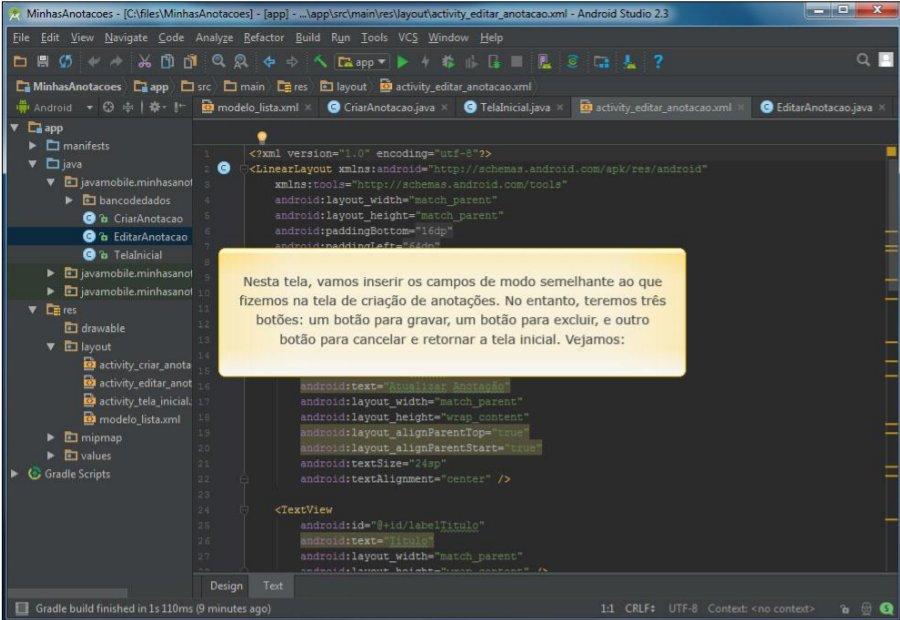 MinhasAnotacoes - [C:\files\MinhasAnotacoes] - [app] - ...\app\src\main\res\layout\activity_editar_anotacao.xml - Android Studio 2.3
File Edit View Navigate Code Analyze Refactor Build Run Tools VCS Window Help
app
MinhasAnotacoes app src main res layout activity_editar_anotacao.xml
Android
modelo_lista.xml CriarAnotacao.java TelaInicial.java activity_editar_anotacao.xml EditarAnotacao.java
app
manifests
java
javamobile.minhasanot
bancodedados
CriarAnotacao
EditarAnotacao
TelaInicial
javamobile.minhasanot
javamobile.minhasanot
res
drawable
layout
activity_criar_anota
activity_editar_anot
activity_tela_inicial.
modelo_lista.xml
mipmap
values
Gradle Scripts
1 <?xml version="1.0" encoding="utf-8"?>
2 <LinearLayout xmlns:android="http://schemas.android.com/apk/res/android"
3 xmlns:tools="http://schemas.android.com/tools"
4 android:layout_width="match_parent"
5 android:layout_height="match_parent"
6 android:paddingBottom="16dp"
7 android:paddingLeft="64dp"
Nesta tela, vamos inserir os campos de modo semelhante ao que
fizemos na tela de criação de anotações. No entanto, teremos três
botões: um botão para gravar, um botão para excluir, e outro
botão para cancelar e retornar a tela inicial. Vejamos:
16 android:text="Atualizar Anotação"
17 android:layout_width="match_parent"
18 android:layout_height="wrap_content"
19 android:layout_alignParentTop="true"
20 android:layout_alignParentStart="true"
21 android:textSize="24sp"
22 android:textAlignment="center" />
23
24 <TextView
25 android:id="@+id/labelTitulo"
26 android:text="Titulo"
27 android:layout_width="match_parent"
android:layout_height="wrap_content" />
Design Text
Gradle build finished in 1s 110ms (9 minutes ago) 1:1 CRLF÷ UTF-8 Context: <no context>